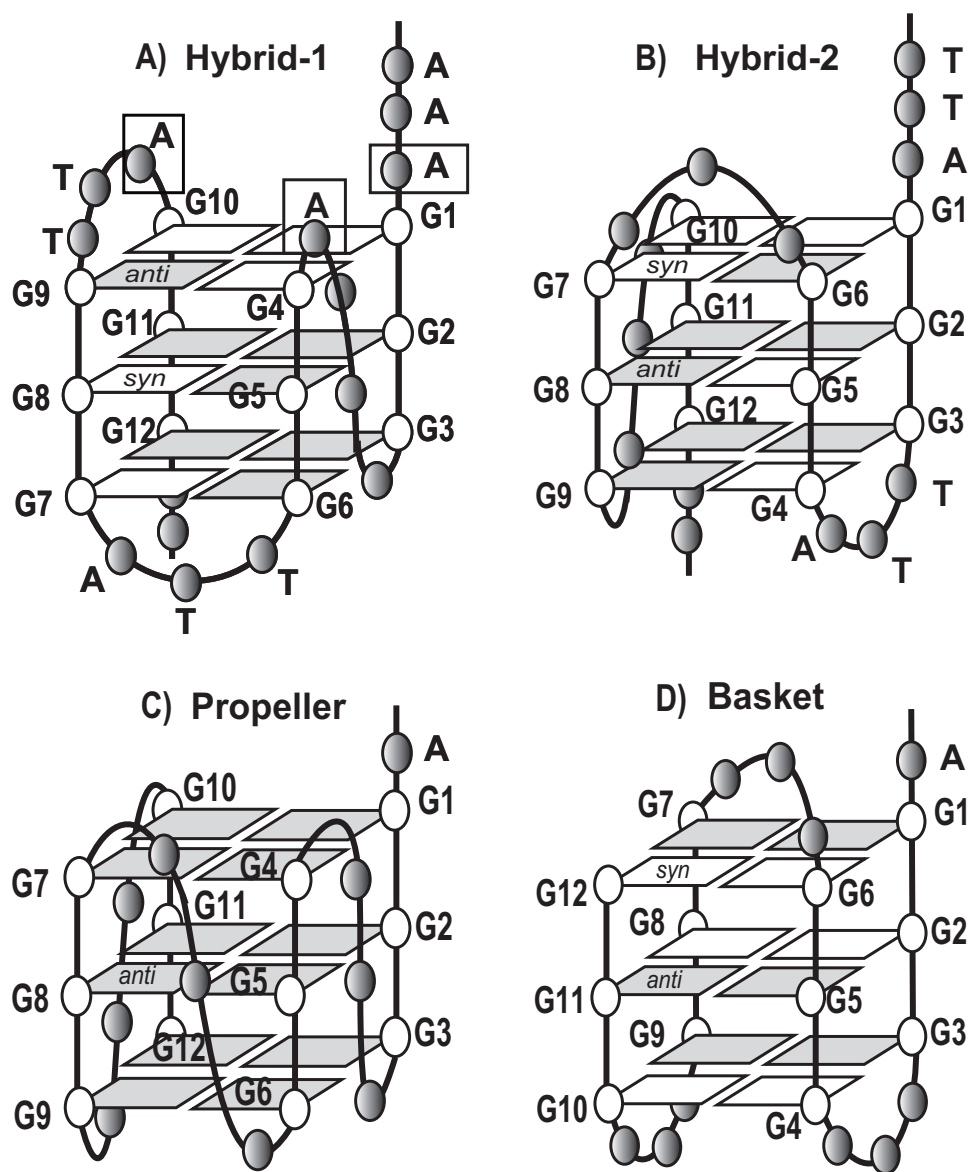 A) Hybrid-1
A
A
A
A
A
T
T
G10
G1
anti
G9
G4
G11
G2
syn
G8
G5
G12
G3
G7
G6
A
T
T
B) Hybrid-2
T
T
A
G1
G10
G7
syn
G6
G11
G2
anti
G8
G5
G12
G3
G9
G4
T
A
T
C) Propeller
A
G10
G1
G7
G4
G11
G2
anti
G8
G5
G3
G12
G6
G9
D) Basket
A
G7
G1
syn
G12
G6
G8
G2
anti
G11
G5
G9
G3
G10
G4